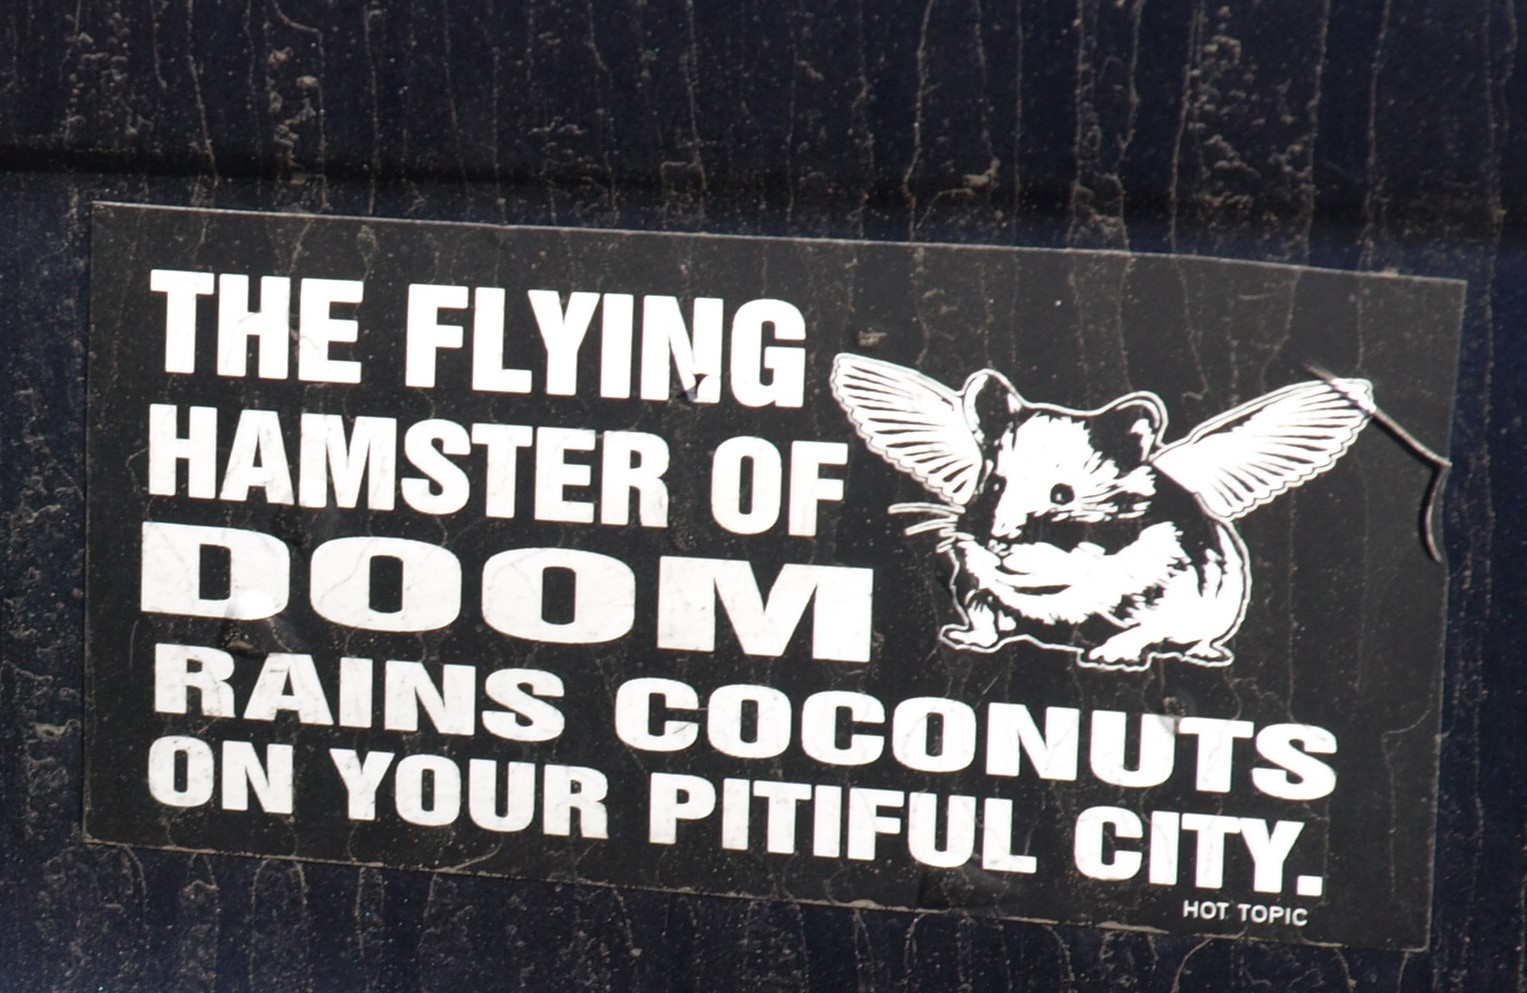 THE FLYING
HAMSTER OF
DOOM
RAINS COCONUTS
ON YOUR PITIFUL CITY.
HOT TOPIC